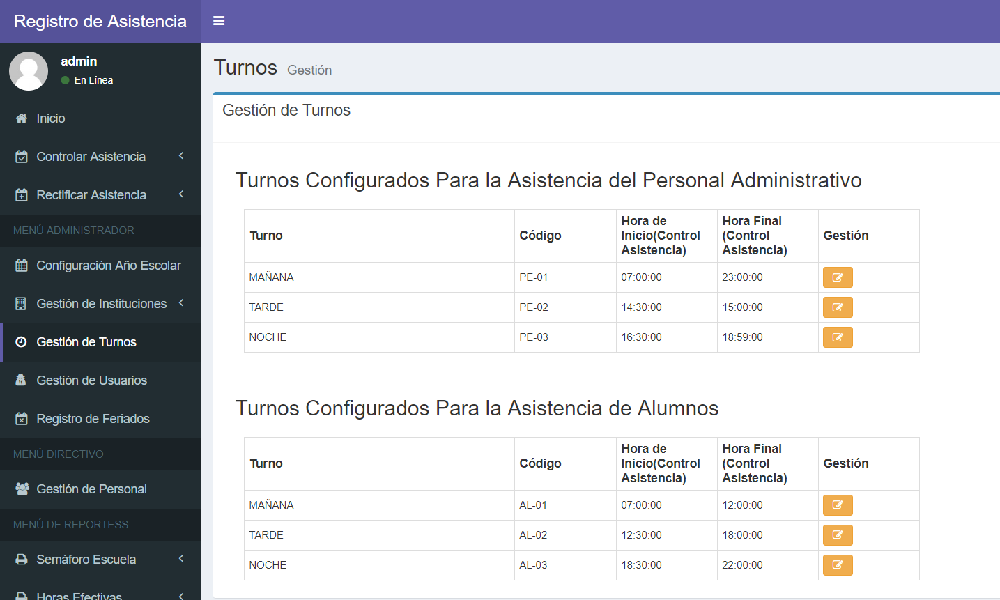 Registro de Asistencia
admin
En Línea
Inicio
Controlar Asistencia
Rectificar Asistencia
MENÚ ADMINISTRADOR
Configuración Año Escolar
Gestión de Instituciones
Gestión de Turnos
Gestión de Usuarios
Registro de Feriados
MENÚ DIRECTIVO
Gestión de Personal
MENÚ DE REPORTESS
Semáforo Escuela
Horas Efectivas
Turnos Gestión
Gestión de Turnos
Turnos Configurados Para la Asistencia del Personal Administrativo
Turno
Código
Hora de
Inicio(Control
Asistencia)
Hora Final
(Control
Asistencia)
Gestión
MAÑANA PE-01 07:00:00 23:00:00
TARDE PE-02 14:30:00 15:00:00
NOCHE PE-03 16:30:00 18:59:00
Turnos Configurados Para la Asistencia de Alumnos
Turno
Código
Hora de
Inicio(Control
Asistencia)
Hora Final
(Control
Asistencia)
Gestión
MAÑANA AL-01 07:00:00 12:00:00
TARDE AL-02 12:30:00 18:00:00
NOCHE AL-03 18:30:00 22:00:00